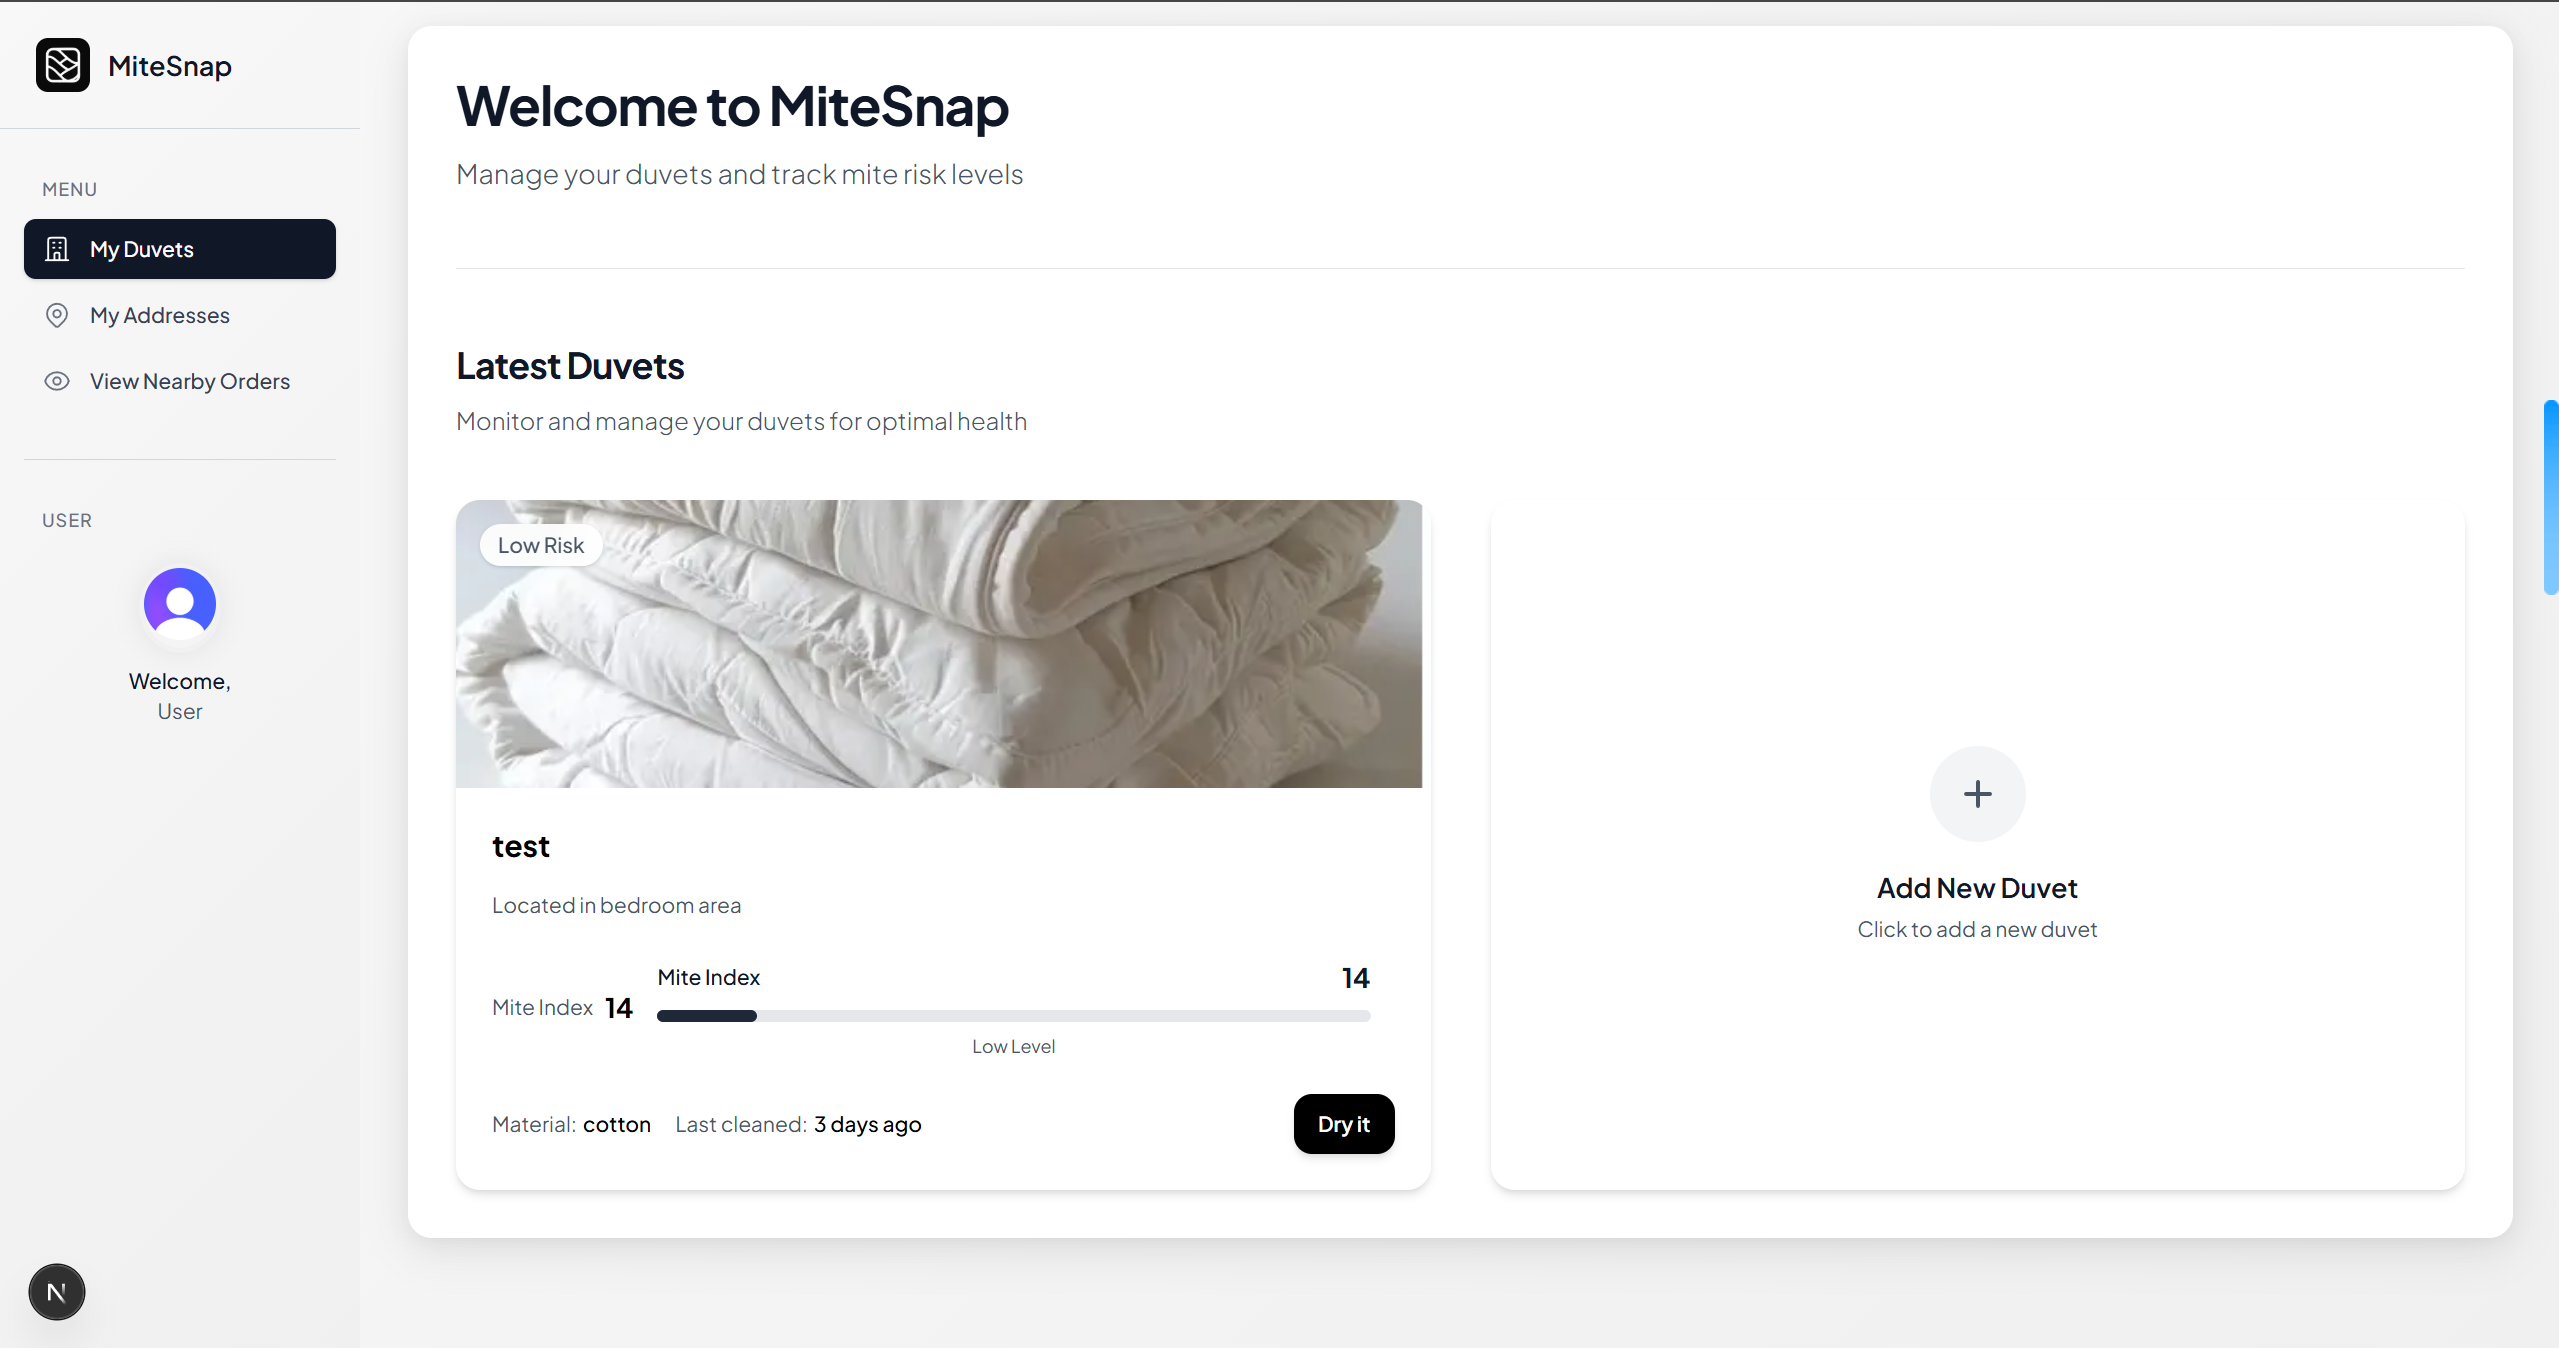 MiteSnap
MENU
My Duvets
My Addresses
View Nearby Orders
USER
Welcome,
User
N
Welcome to MiteSnap
Manage your duvets and track mite risk levels
Latest Duvets
Monitor and manage your duvets for optimal health
Low Risk
test
Located in bedroom area
Mite Index 14
Mite Index 14
Low Level
Material: cotton Last cleaned: 3 days ago
Dry it
Add New Duvet
Click to add a new duvet